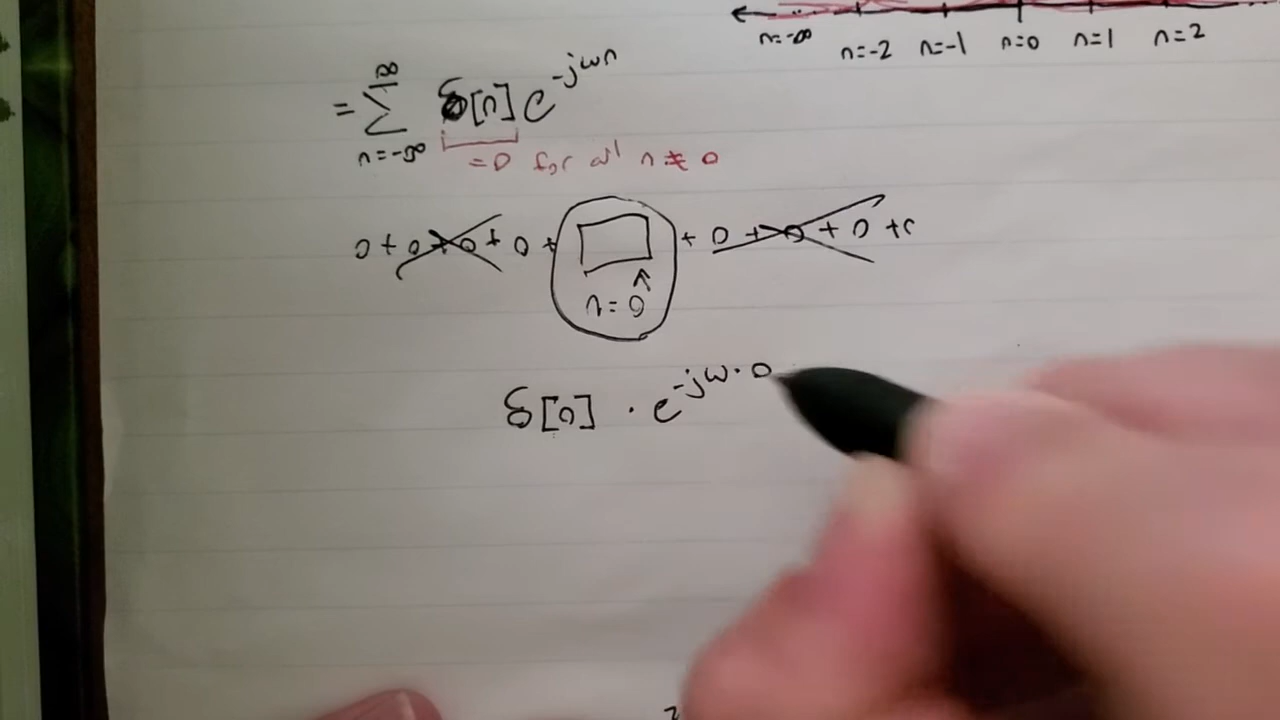 n=-∞ n=-2 n=-1 n=0 n=1 n=2
= ∑ δ[n] e^{-jωn}
∞
n=-∞
=0 for all n ≠ 0
0 + 0 + 0 + 0 + □ + 0 + 0 + 0 + 0
↑
n=0
δ[0] · e^{-jω·0}